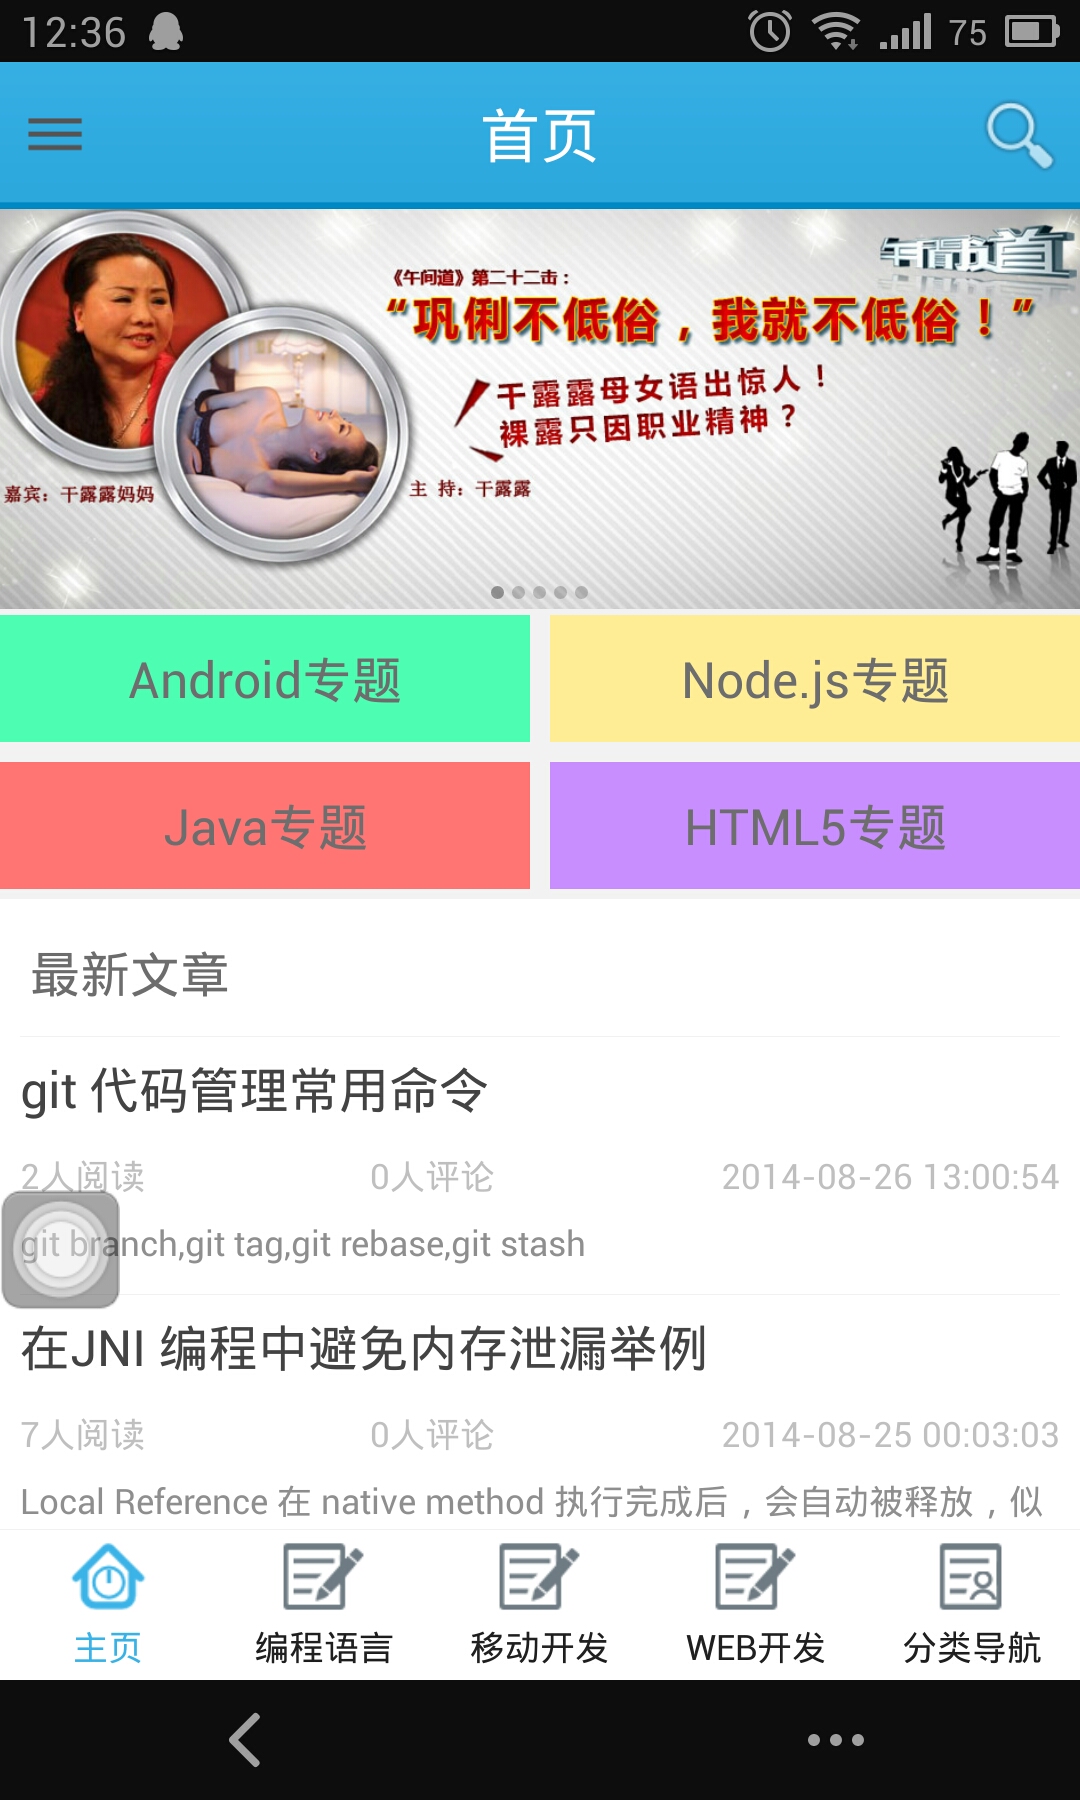 12:36
75
首页
《午间道》第二十二击：
“巩俐不低俗，我就不低俗！”
干露露母女语出惊人！
裸露只因职业精神？
嘉宾：干露露妈妈
主 持：干露露
Android专题
Node.js专题
Java专题
HTML5专题
最新文章
git 代码管理常用命令
2人阅读
0人评论
2014-08-26 13:00:54
git branch,git tag,git rebase,git stash
在JNI 编程中避免内存泄漏举例
7人阅读
0人评论
2014-08-25 00:03:03
Local Reference 在 native method 执行完成后，会自动被释放，似
主页
编程语言
移动开发
WEB开发
分类导航